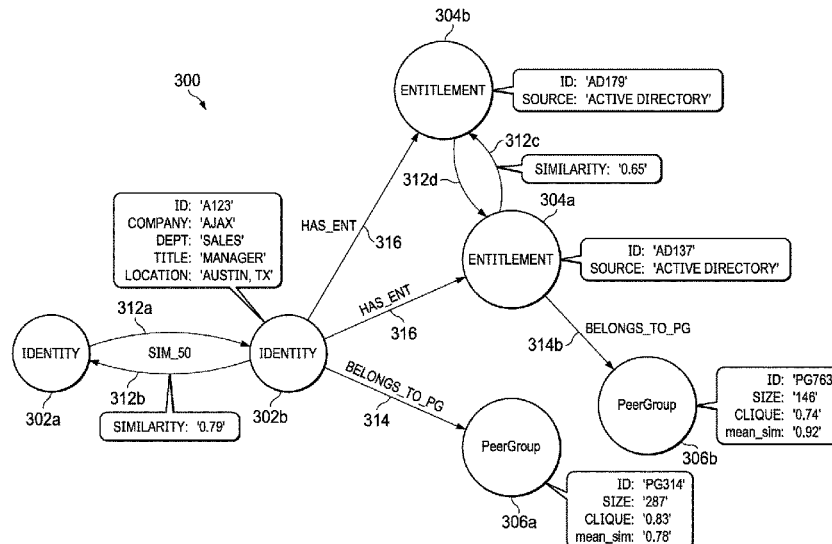 304b
300
ENTITLEMENT
ID: 'AD179'
SOURCE: 'ACTIVE DIRECTORY'
312c
312d
SIMILARITY: '0.65'
304a
ID: 'A123'
COMPANY: 'AJAX'
DEPT: 'SALES'
TITLE: 'MANAGER'
LOCATION: 'AUSTIN, TX'
HAS_ENT
316
ENTITLEMENT
ID: 'AD137'
SOURCE: 'ACTIVE DIRECTORY'
HAS_ENT
316
312a
IDENTITY
SIM_50
IDENTITY
312b
302a
302b
SIMILARITY: '0.79'
BELONGS_TO_PG
314
BELONGS_TO_PG
314b
PeerGroup
306a
ID: 'PG314'
SIZE: '287'
CLIQUE: '0.83'
mean_sim: '0.78'
PeerGroup
306b
ID: 'PG763
SIZE: '146'
CLIQUE: '0.74'
mean_sim: '0.92'